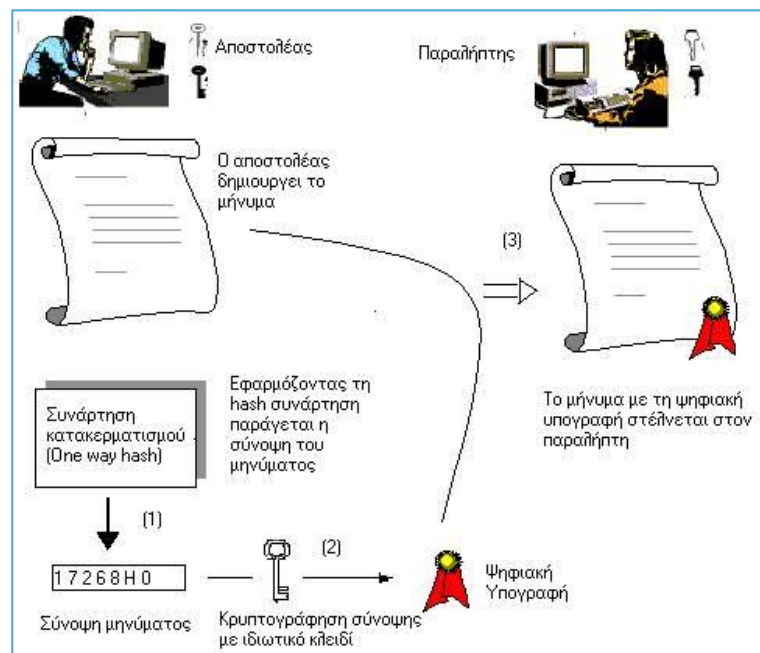 Αποστολέας
Παραλήπτης
Ο αποστολέας
δημιουργει το
μήνυμα
(3)
Εφαρμόζοντας τη
hash συνάρτηση
παράγεται η
σύνοψη του
μηνύματος
Συνάρτηση
κατακερματισμού
(One way hash)
Το μήνυμα με τη ψηφιακή
υπογραφή στέλνεται στον
παραλήπτη
(1)
(2)
17268H0
Σύνοψη μηνύματος
Κρυπτογράφηση σύνοψης
με ιδιωτικό κλειδί
Ψηφιακή
Υπογραφή